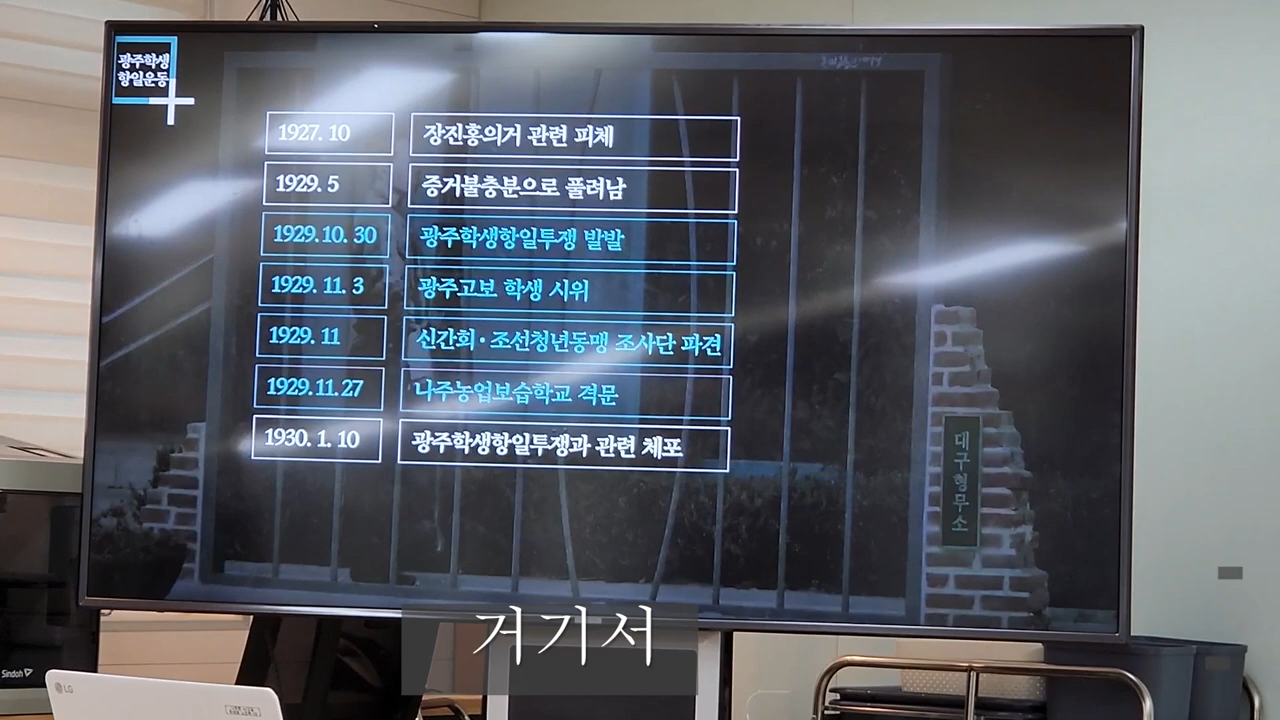 광주학생
항일운동
1927. 10 장진홍의거 관련 피체
1929. 5 증거불충분으로 풀려남
1929.10. 30 광주학생항일투쟁 발발
1929. 11. 3 광주고보 학생 시위
1929. 11 신간회·조선청년동맹 조사단 파견
1929.11.27 나주농업보습학교 격문
1930. 1. 10 광주학생항일투쟁과 관련 체포
대구형무소
거기서
Sindoh
LG